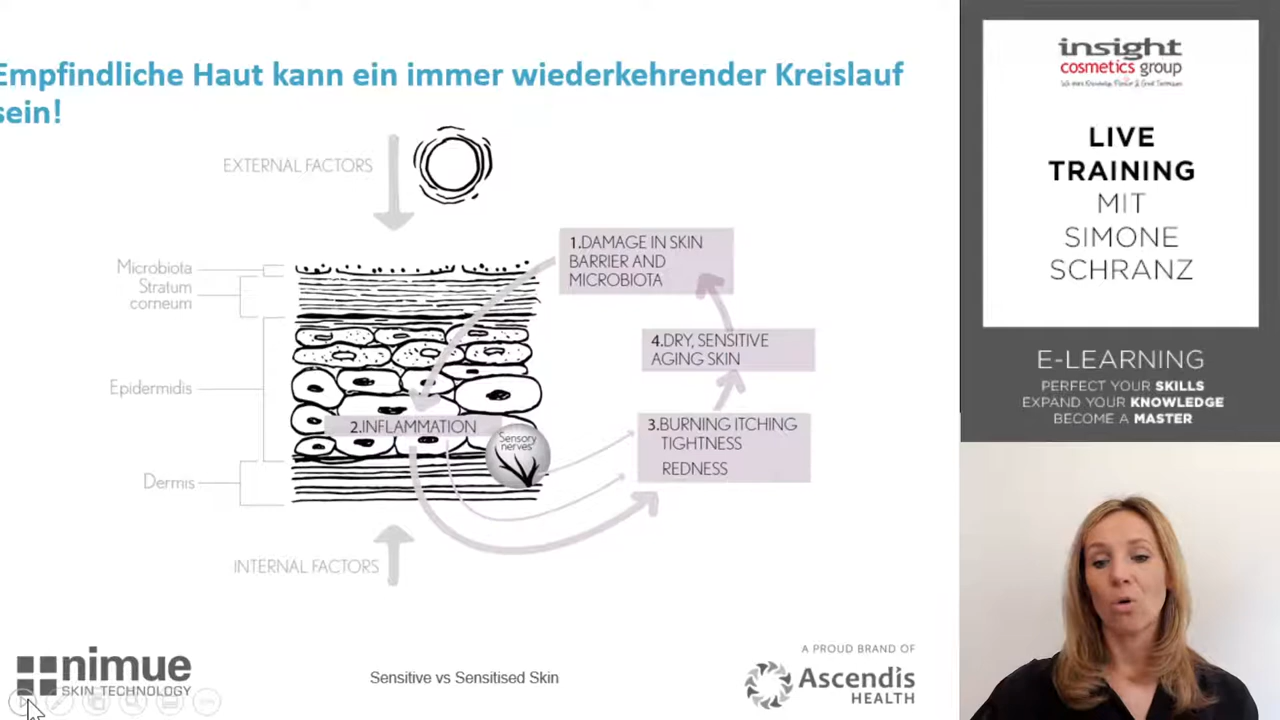 Empfindliche Haut kann ein immer wiederkehrender Kreislauf
sein!
EXTERNAL FACTORS
Microbiota
Stratum
corneum
Epidermidis
Dermis
1.DAMAGE IN SKIN
BARRIER AND
MICROBIOTA
4.DRY, SENSITIVE
AGING SKIN
2.INFLAMMATION
Sensory
nerves
3.BURNING ITCHING
TIGHTNESS
REDNESS
INTERNAL FACTORS
nimue
SKIN TECHNOLOGY
Sensitive vs Sensitised Skin
A PROUD BRAND OF
Ascendis
HEALTH
insight
cosmetics group
LIVE
TRAINING
MIT
SIMONE
SCHRANZ
E-LEARNING
PERFECT YOUR SKILLS
EXPAND YOUR KNOWLEDGE
BECOME A MASTER